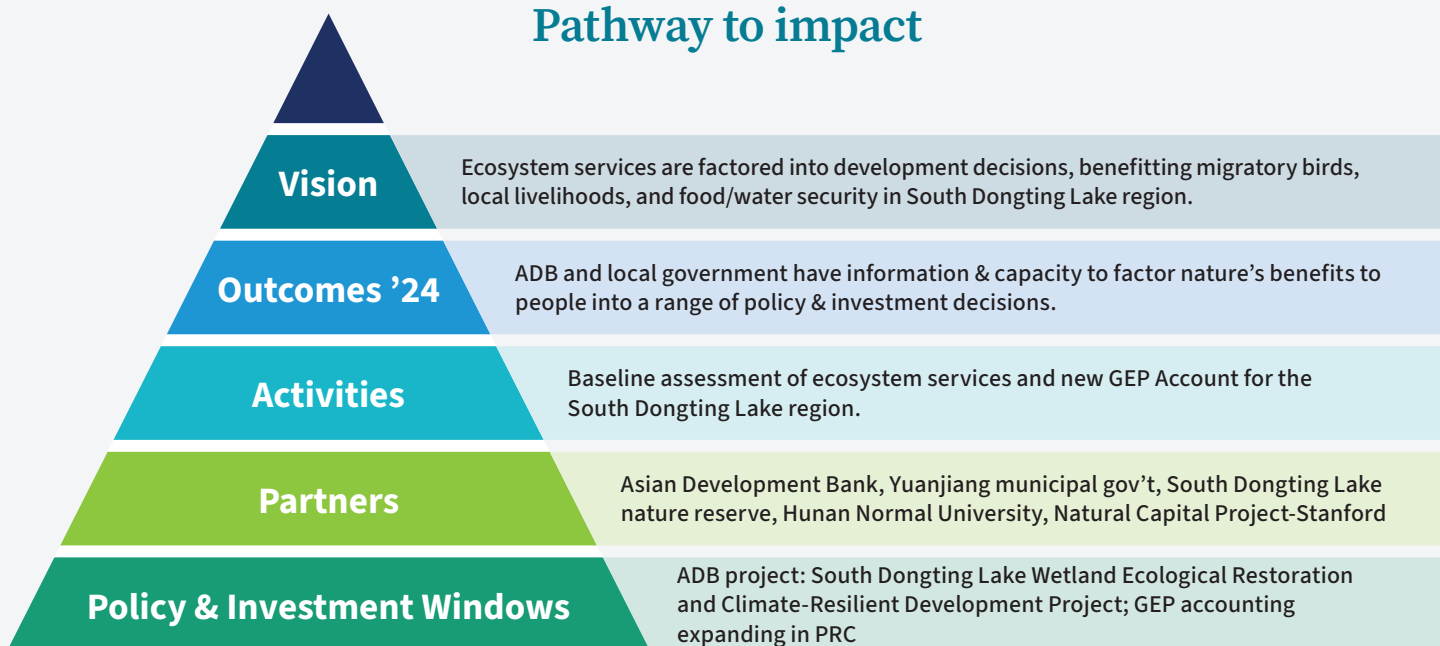 Pathway to impact
Vision
Ecosystem services are factored into development decisions, benefitting migratory birds,
local livelihoods, and food/water security in South Dongting Lake region.
Outcomes ’24
ADB and local government have information & capacity to factor nature’s benefits to
people into a range of policy & investment decisions.
Activities
Baseline assessment of ecosystem services and new GEP Account for the
South Dongting Lake region.
Partners
Asian Development Bank, Yuanjiang municipal gov’t, South Dongting Lake
nature reserve, Hunan Normal University, Natural Capital Project-Stanford
Policy & Investment Windows
ADB project: South Dongting Lake Wetland Ecological Restoration
and Climate-Resilient Development Project; GEP accounting
expanding in PRC